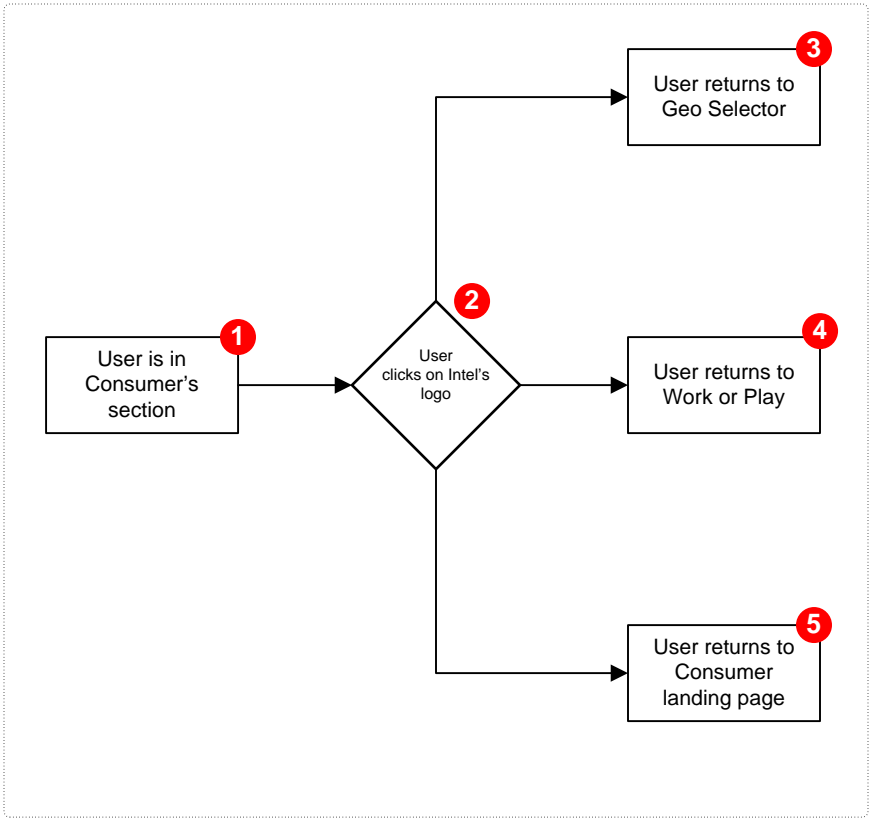 3
User returns to
Geo Selector
2
1
User is in
Consumer's
section
User
clicks on Intel's
logo
4
User returns to
Work or Play
5
User returns to
Consumer
landing page